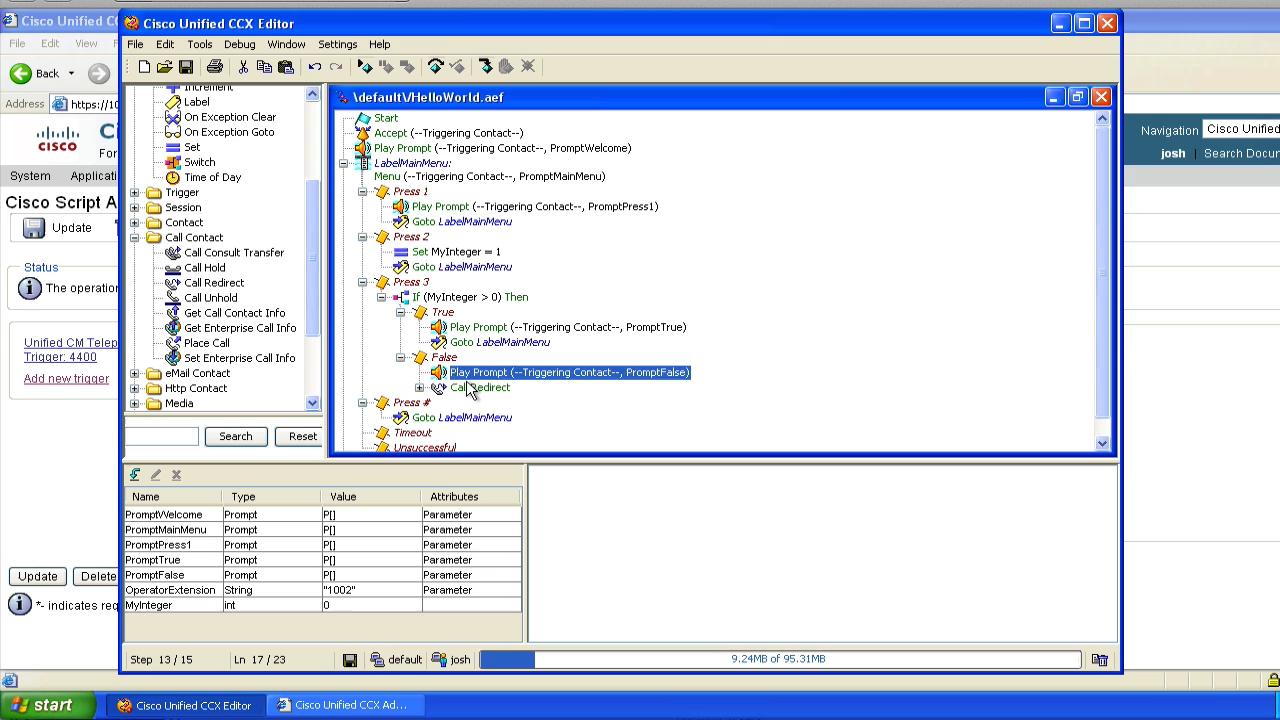 Cisco Unified CCX Editor
File Edit Tools Debug Window Settings Help
Cisco Unified
File Edit View
Back
Address https://10
cisco
System
Cisco Script A
Update
Status
The operation
Unified CM Telep
Trigger: 4400
Add new trigger
Update Delete
*- indicates req
Increment
Label
On Exception Clear
On Exception Goto
Set
Switch
Time of Day
Trigger
Session
Contact
Call Contact
Call Consult Transfer
Call Hold
Call Redirect
Call Unhold
Get Call Contact Info
Get Enterprise Call Info
Place Call
Set Enterprise Call Info
eMail Contact
Http Contact
Media
Search Reset
\default\/HelloWorld.aef
Start
Accept (--Triggering Contact--)
Play Prompt (--Triggering Contact--, PromptWelcome)
LabelMainMenu:
Menu (--Triggering Contact--, PromptMainMenu)
Press 1
Play Prompt (--Triggering Contact--, PromptPress1)
Goto LabelMainMenu
Press 2
Set MyInteger = 1
Goto LabelMainMenu
Press 3
If (MyInteger > 0) Then
True
Play Prompt (--Triggering Contact--, PromptTrue)
Goto LabelMainMenu
False
Play Prompt (--Triggering Contact--, PromptFalse)
Call Redirect
Press #
Goto LabelMainMenu
Timeout
Unsuccessful
Name Type Value Attributes
PromptWelcome Prompt P[] Parameter
PromptMainMenu Prompt P[] Parameter
PromptPress1 Prompt P[] Parameter
PromptTrue Prompt P[] Parameter
PromptFalse Prompt P[] Parameter
OperatorExtension String "1002" Parameter
MyInteger int 0
Step 13 / 15 Ln 17 / 23 default josh 9.24MB of 95.31MB
Navigation Cisco Unified
josh Search Docum
start Cisco Unified CCX Editor Cisco Unified CCX Ad...